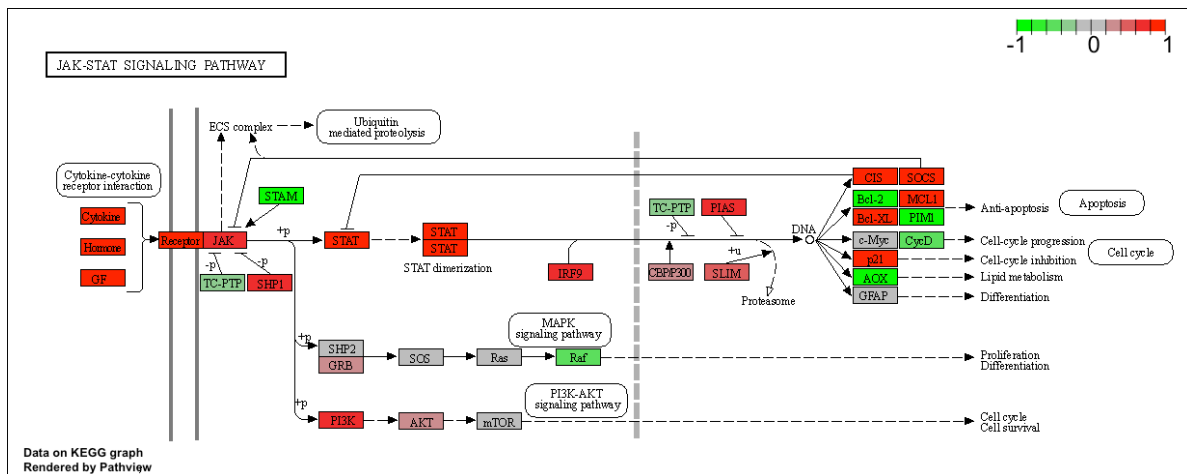 -1 0 1
JAK-STAT SIGNALING PATHWAY
ECS complex
Ubiquitin
mediated proteolysis
Cytokine-cytokine
receptor interaction
STAM
Cytokine
Hormone
GF
Receptor
JAK
+p
STAT
STAT
STAT
STAT dimerization
-p
-p
TC-PTP
SHP1
IRF9
TC-PTP
PIAS
-p
+u
CBP/P300
SLIM
Proteasome
DNA
CIS
SOCS
Bcl-2
MCL1
Bcl-XL
PIM1
c-Myc
CycD
p21
AOX
GFAP
Anti-apoptosis
Apoptosis
Cell-cycle progression
Cell-cycle inhibition
Cell cycle
Lipid metabolism
Differentiation
+p
SHP2
GRB
SOS
Ras
Raf
MAPK
signaling pathway
Proliferation
Differentiation
+p
PI3K
AKT
mTOR
PI3K-AKT
signaling pathway
Cell cycle
Cell survival
Data on KEGG graph
Rendered by Pathview